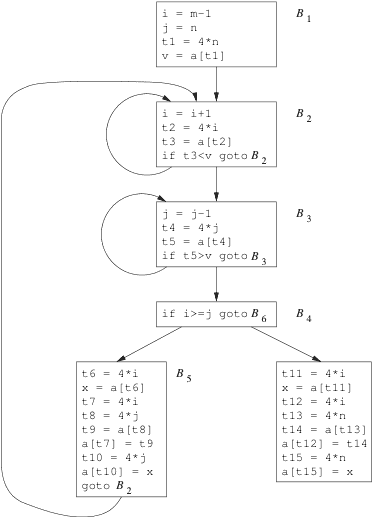 i = m-1
j = n
t1 = 4*n
v = a[t1]
B1
i = i+1
t2 = 4*i
t3 = a[t2]
if t3<v goto B2
B2
j = j-1
t4 = 4*j
t5 = a[t4]
if t5>v goto B3
B3
if i>=j goto B6
B4
t6 = 4*i
x = a[t6]
t7 = 4*i
t8 = 4*j
t9 = a[t8]
a[t7] = t9
t10 = 4*j
a[t10] = x
goto B2
B5
t11 = 4*i
x = a[t11]
t12 = 4*i
t13 = 4*n
t14 = a[t13]
a[t12] = t14
t15 = 4*n
a[t15] = x